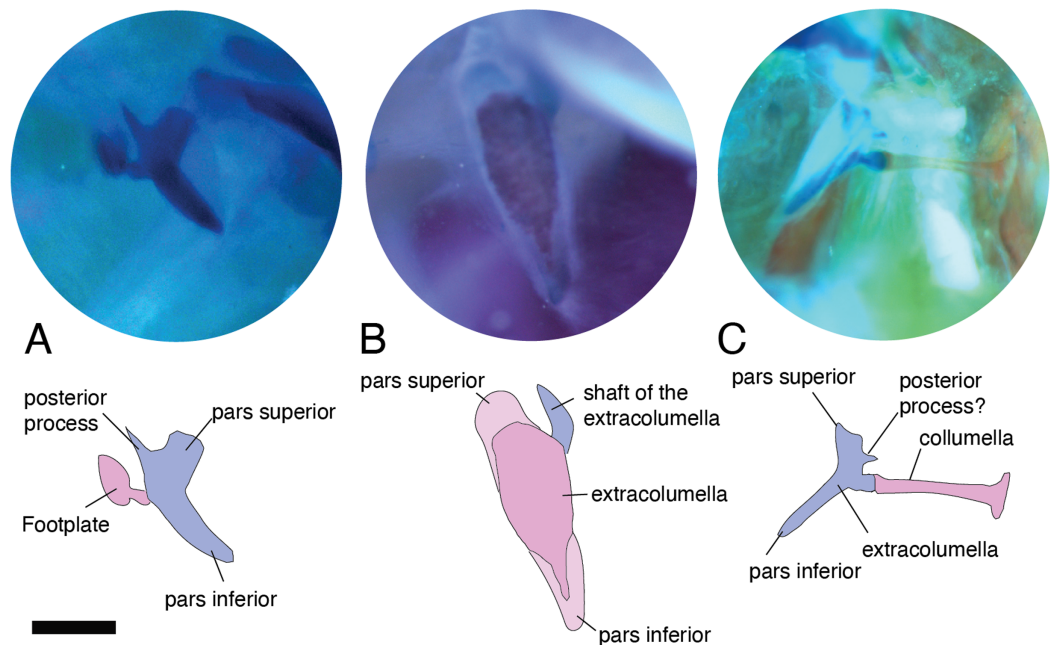 A
B
C
posterior
process
pars superior
Footplate
pars inferior
pars superior
shaft of the
extracolumella
extracolumella
pars inferior
pars superior
posterior
process?
collumella
extracolumella
pars inferior